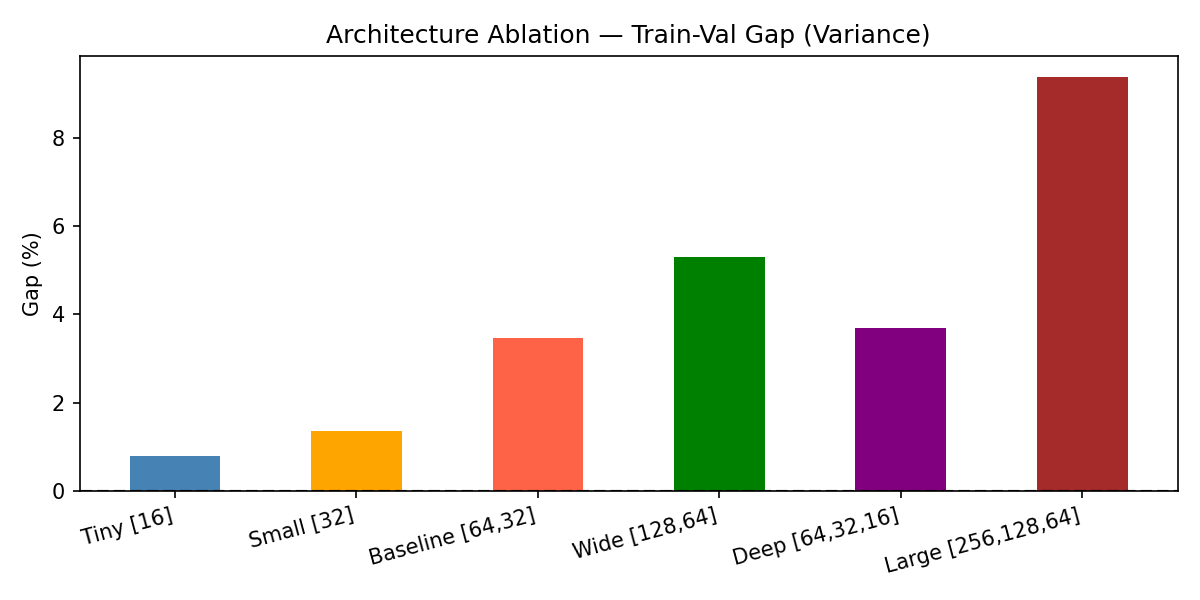 Architecture Ablation — Train-Val Gap (Variance)
Gap (%)
8
6
4
2
0
Tiny [16]
Small [32]
Baseline [64,32]
Wide [128,64]
Deep [64,32,16]
Large [256,128,64]